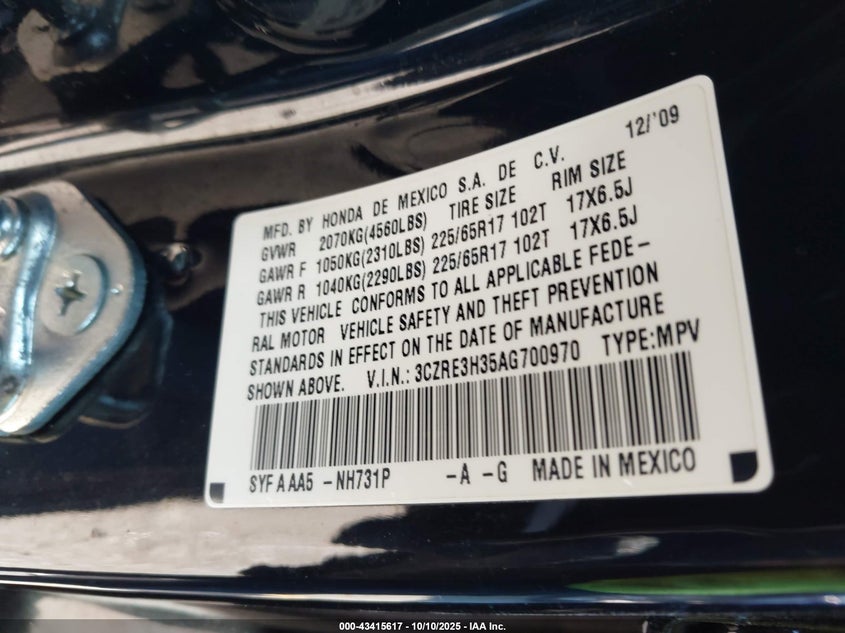 12/'09
MFD. BY HONDA DE MEXICO S.A. DE C.V.
GVWR 2070KG(4560LBS) TIRE SIZE RIM SIZE
GAWR F 1050KG(2310LBS) 225/65R17 102T 17X6.5J
GAWR R 1040KG(2290LBS) 225/65R17 102T 17X6.5J
THIS VEHICLE CONFORMS TO ALL APPLICABLE FEDE-
RAL MOTOR VEHICLE SAFETY AND THEFT PREVENTION
STANDARDS IN EFFECT ON THE DATE OF MANUFACTURE
SHOWN ABOVE. V.I.N.: 3CZRE3H35AG700970 TYPE:MPV
SYF A AA5 -NH731P -A -G MADE IN MEXICO
000-43415617 - 10/10/2025 - IAA Inc.